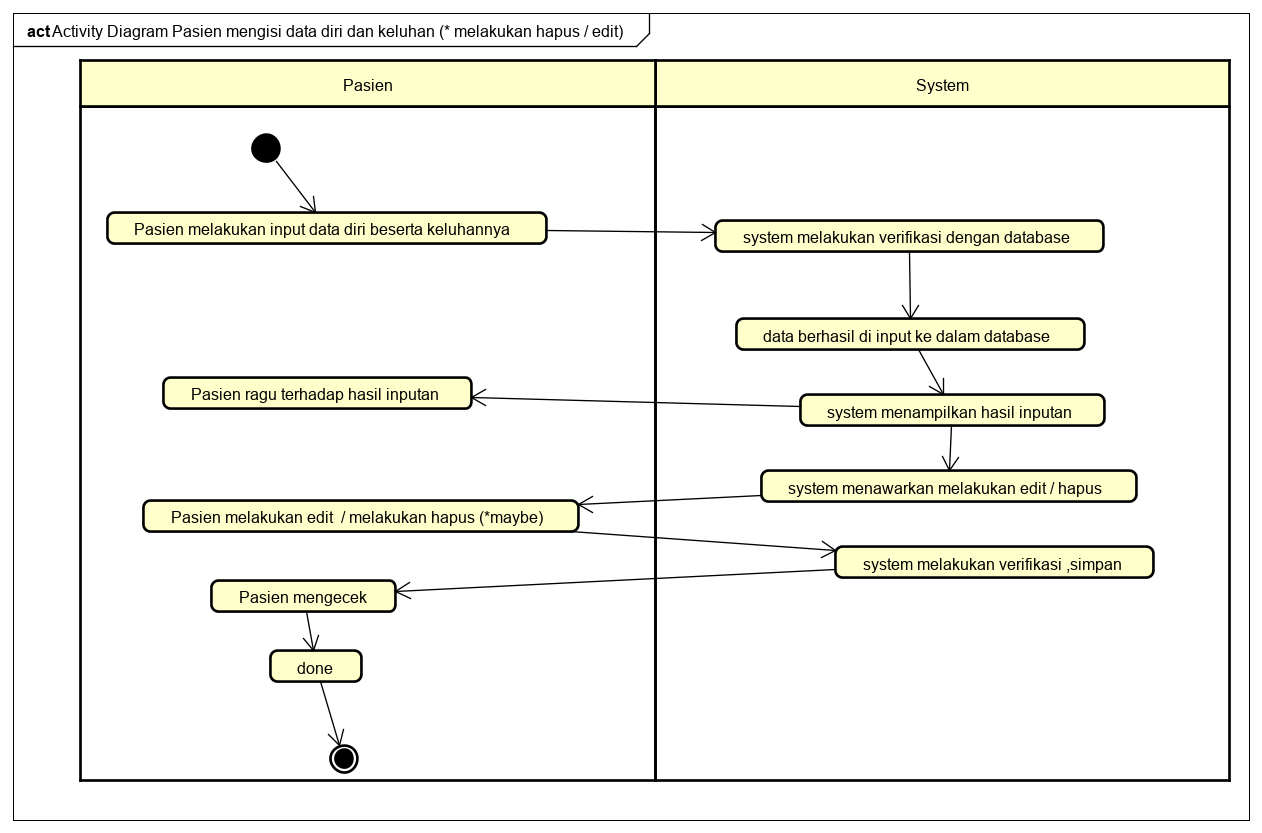 act Activity Diagram Pasien mengisi data diri dan keluhan (* melakukan hapus / edit)
Pasien
System
Pasien melakukan input data diri beserta keluhannya
system melakukan verifikasi dengan database
data berhasil di input ke dalam database
Pasien ragu terhadap hasil inputan
system menampilkan hasil inputan
system menawarkan melakukan edit / hapus
Pasien melakukan edit / melakukan hapus (*maybe)
system melakukan verifikasi ,simpan
Pasien mengecek
done